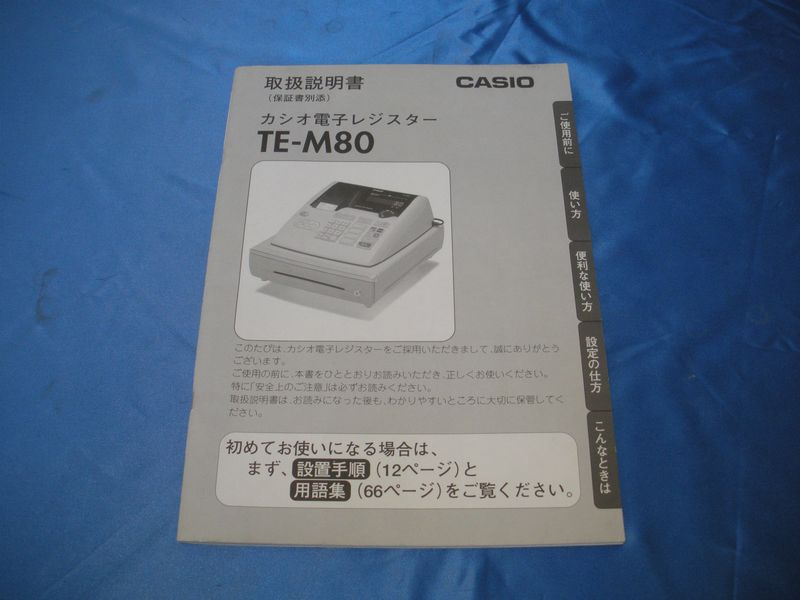 取扱説明書
(保証書別添)
CASIO
カシオ電子レジスター
TE-M80
このたびは、カシオ電子レジスターをご採用いただきまして、誠にありがとう
ございます。
ご使用の前に、本書をひととおりお読みいただき、正しくお使いください。
特に「安全上のご注意」は必ずお読みください。
取扱説明書は、お読みになった後も、わかりやすいところに大切に保管してく
ださい。
初めてお使いになる場合は、
まず、設置手順(12ページ)と
用語集(66ページ)をご覧ください。
ご使用前に
使い方
便利な使い方
設定の仕方
こんなときは